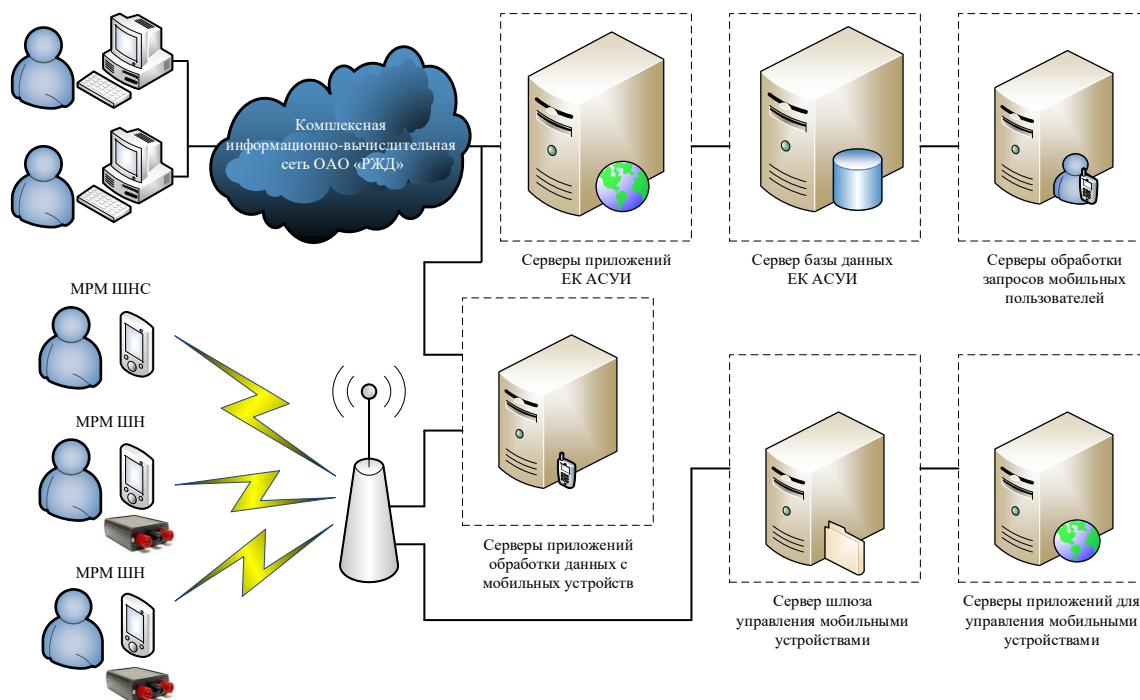 Комплексная
информационно-вычислительная
сеть ОАО «РЖД»
Серверы приложений
ЕК АСУИ
Сервер базы данных
ЕК АСУИ
Серверы обработки
запросов мобильных
пользователей
МРМ ШНС
МРМ ШН
МРМ ШН
Серверы приложений
обработки данных с
мобильных устройств
Сервер шлюза
управления мобильными
устройствами
Серверы приложений для
управления мобильными
устройствами